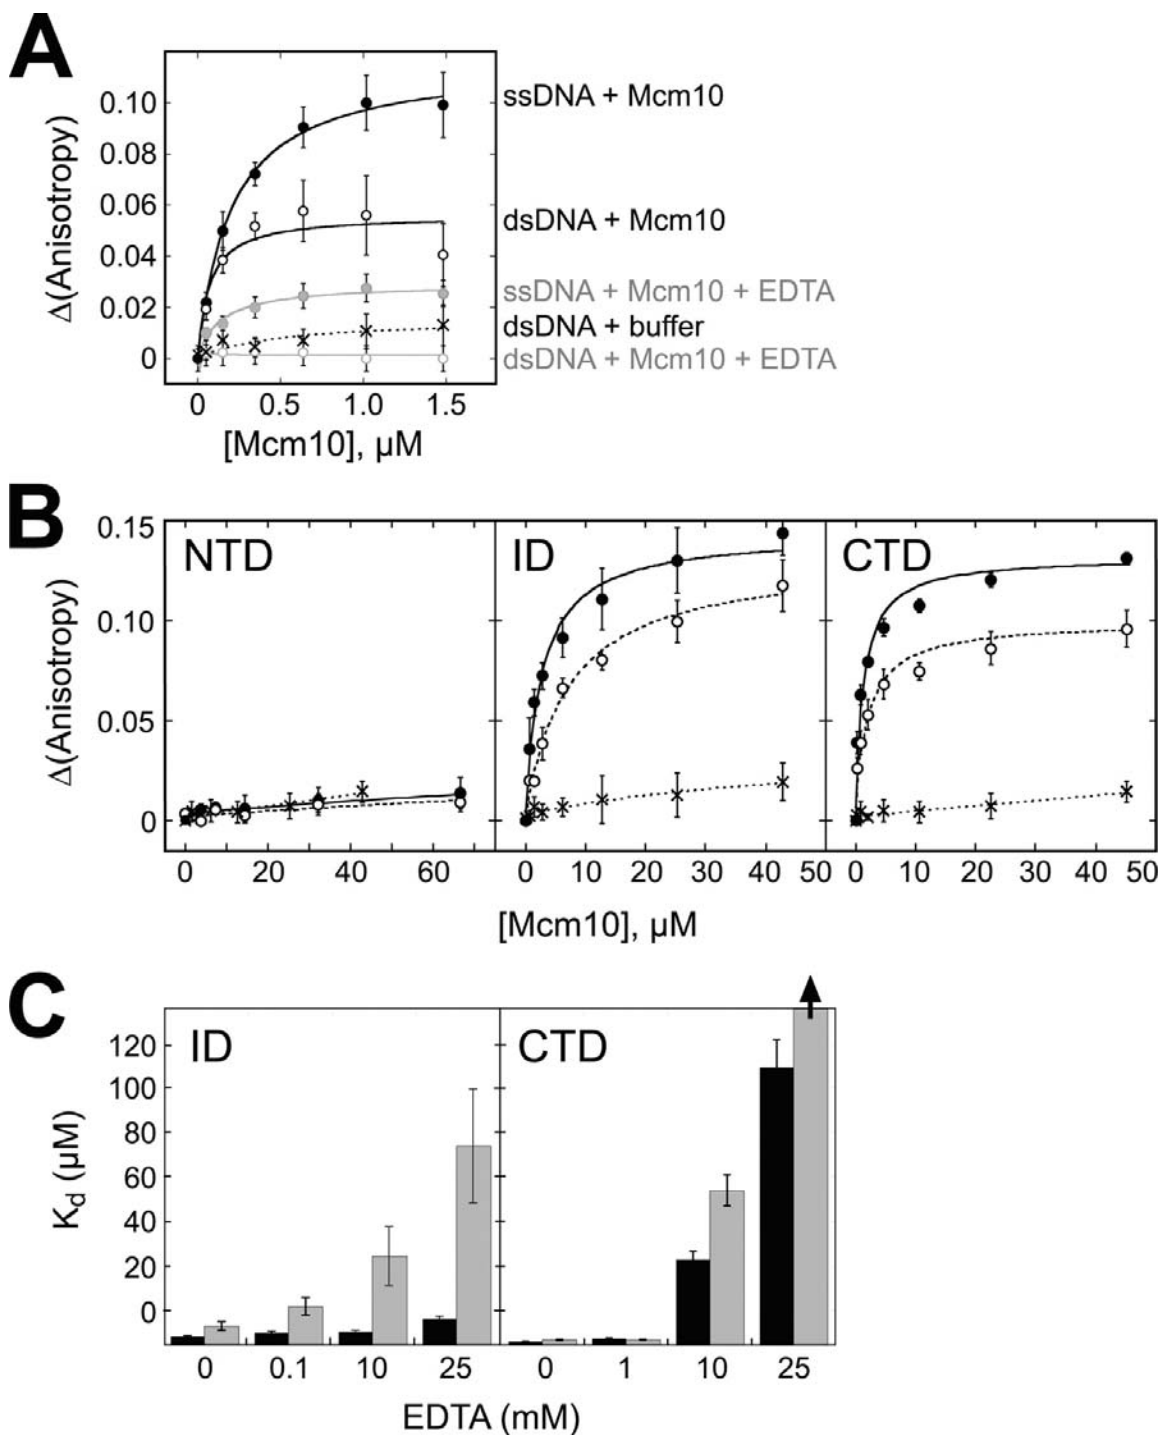 A
Δ(Anisotropy)
0.10
0.08
0.06
0.04
0.02
0
ssDNA + Mcm10
dsDNA + Mcm10
ssDNA + Mcm10 + EDTA
dsDNA + buffer
dsDNA + Mcm10 + EDTA
0 0.5 1.0 1.5
[Mcm10], μM
B
Δ(Anisotropy)
0.15
0.10
0.05
0
NTD ID CTD
0 20 40 60 0 10 20 30 40 50 0 10 20 30 40 50
[Mcm10], μM
C
Kd (μM)
120
100
80
60
40
20
0
ID CTD
0 0.1 10 25 0 1 10 25
EDTA (mM)